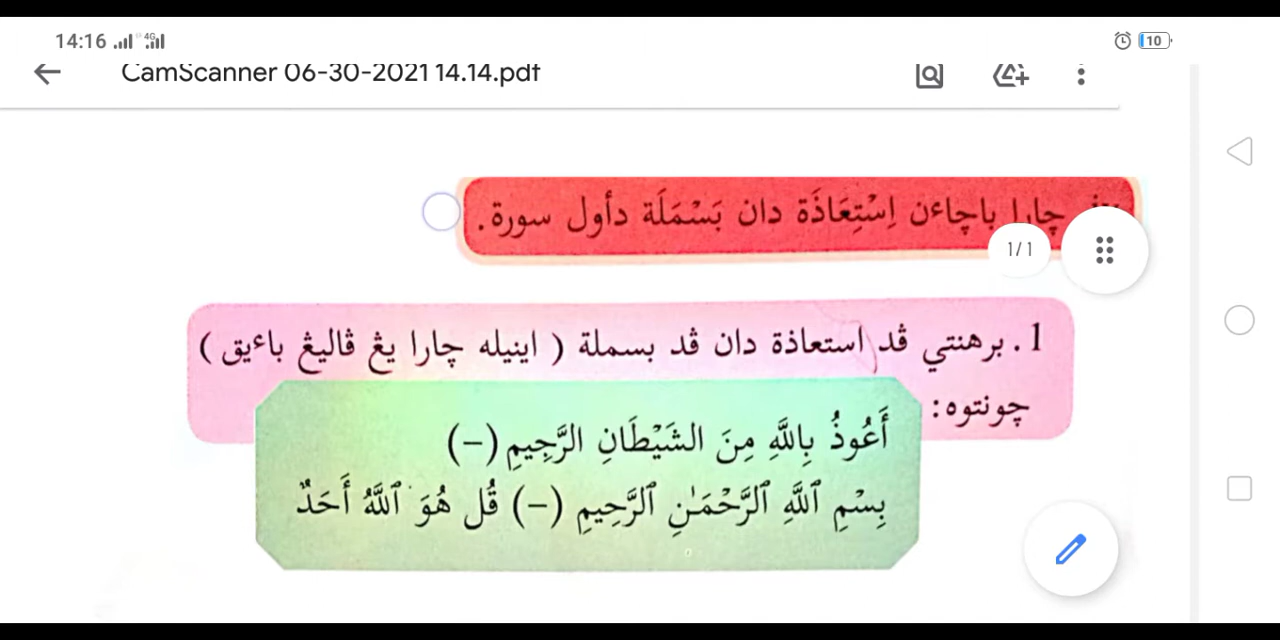 14:16 4G 10
CamScanner 06-30-2021 14.14.pdf
چارا باچاءن اِسْتِعَاذَة دان بَسْمَلَة دأول سورة.
1/1
1. برهنتي ڤد استعاذة دان ڤد بسملة ( اينيله چارا يڠ ڤاليڠ باءيق )
چونتوه:
أَعُوذُ بِاللَّهِ مِنَ الشَّيْطَانِ الرَّجِيمِ (-)
بِسْمِ ٱللَّهِ ٱلرَّحْمَـٰنِ ٱلرَّحِيمِ (-) قُل هُوَ ٱللَّهُ أَحَدٌ